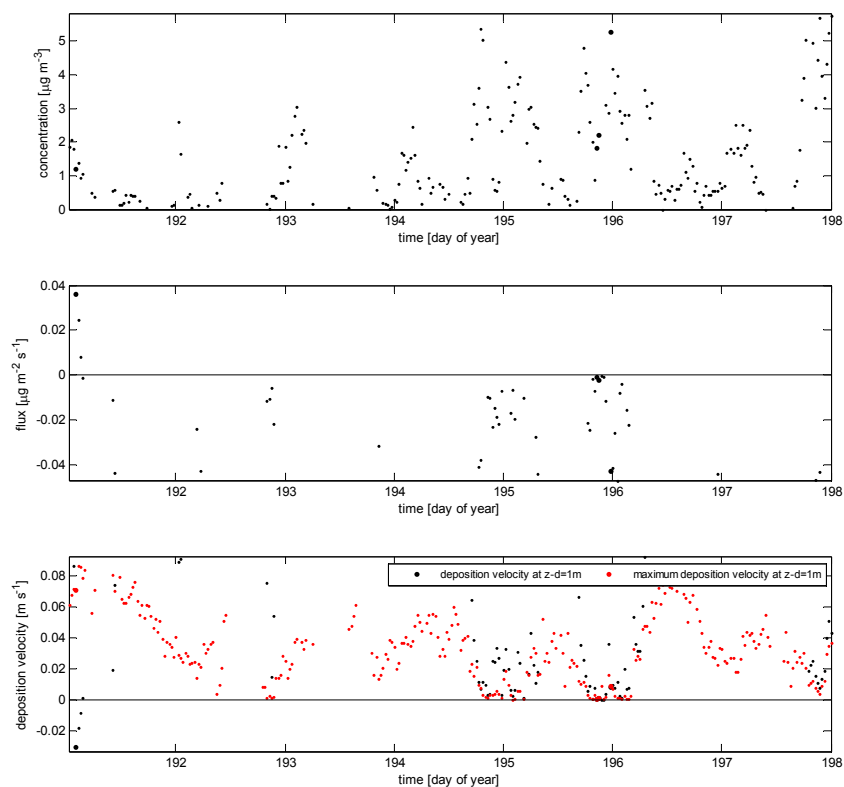 5
4
3
2
1
0
concentration [µg m-3]
192 193 194 195 196 197 198
time [day of year]
0.04
0.02
0
-0.02
-0.04
flux [µg m-2 s-1]
192 193 194 195 196 197 198
time [day of year]
0.08
0.06
0.04
0.02
0
-0.02
deposition velocity [m s-1]
deposition velocity at z-d=1m
maximum deposition velocity at z-d=1m
192 193 194 195 196 197 198
time [day of year]